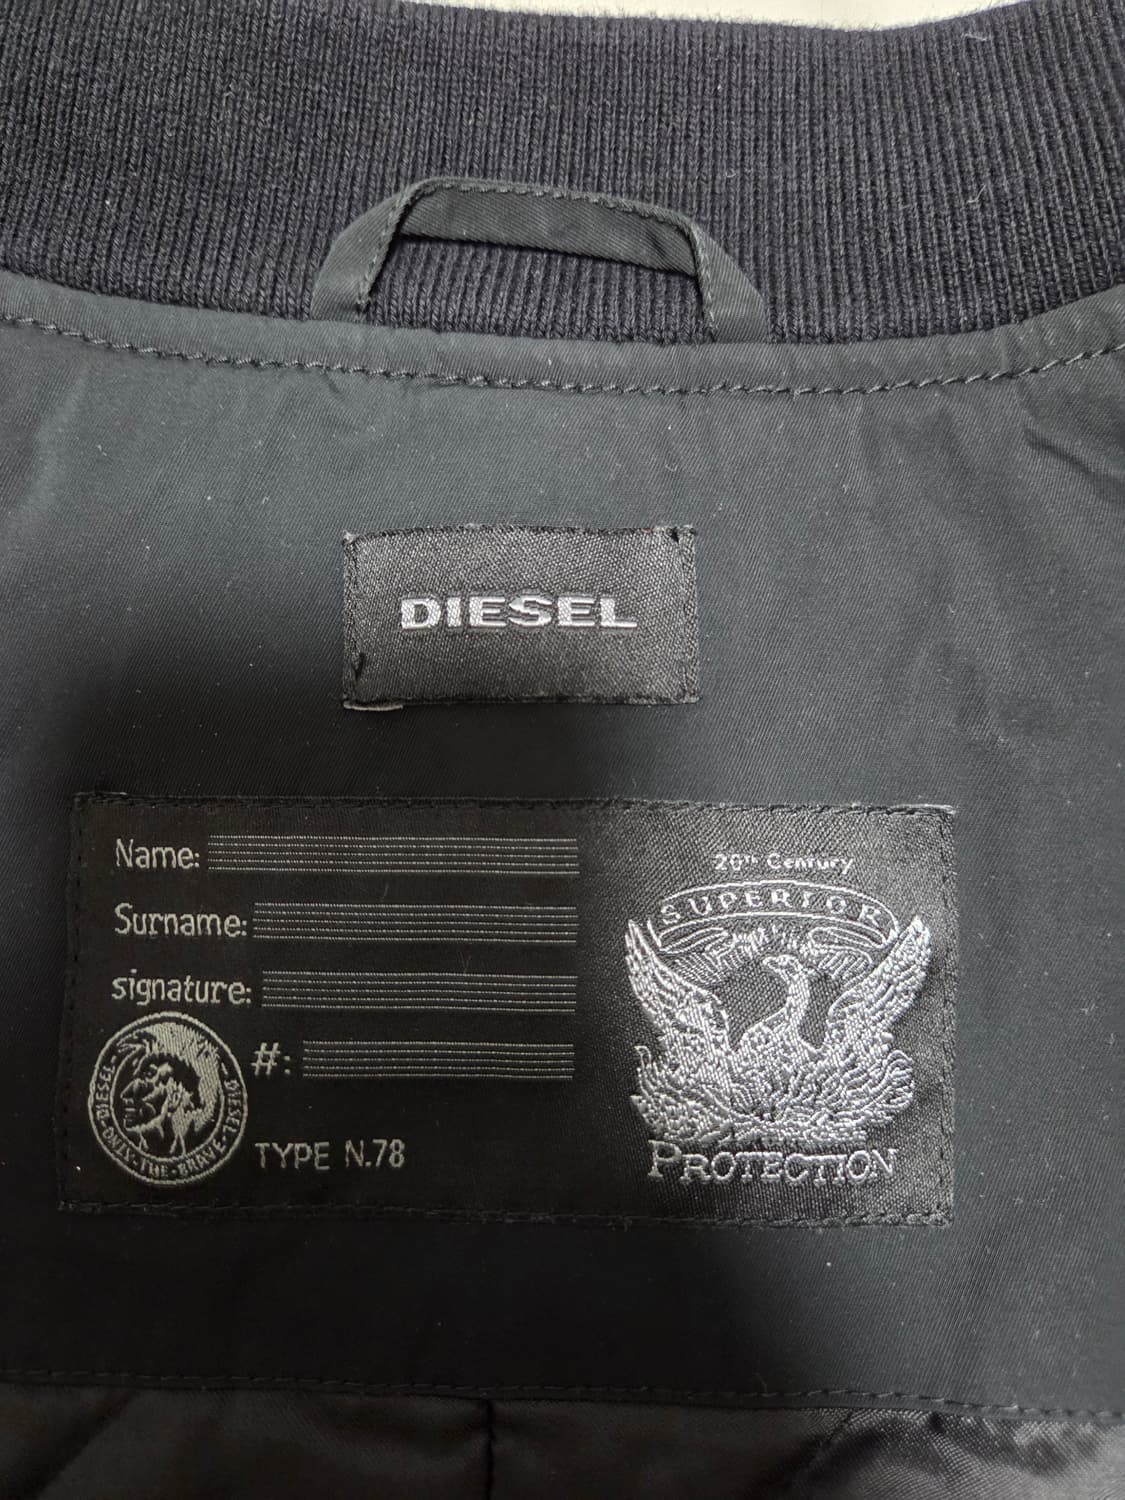 DIESEL
Name:
Surname:
signature:
#:
TYPE N.78
DIESEL·ONLY·THE·BRAVE·DIESEL
20th Century
SUPERIOR
PROTECTION